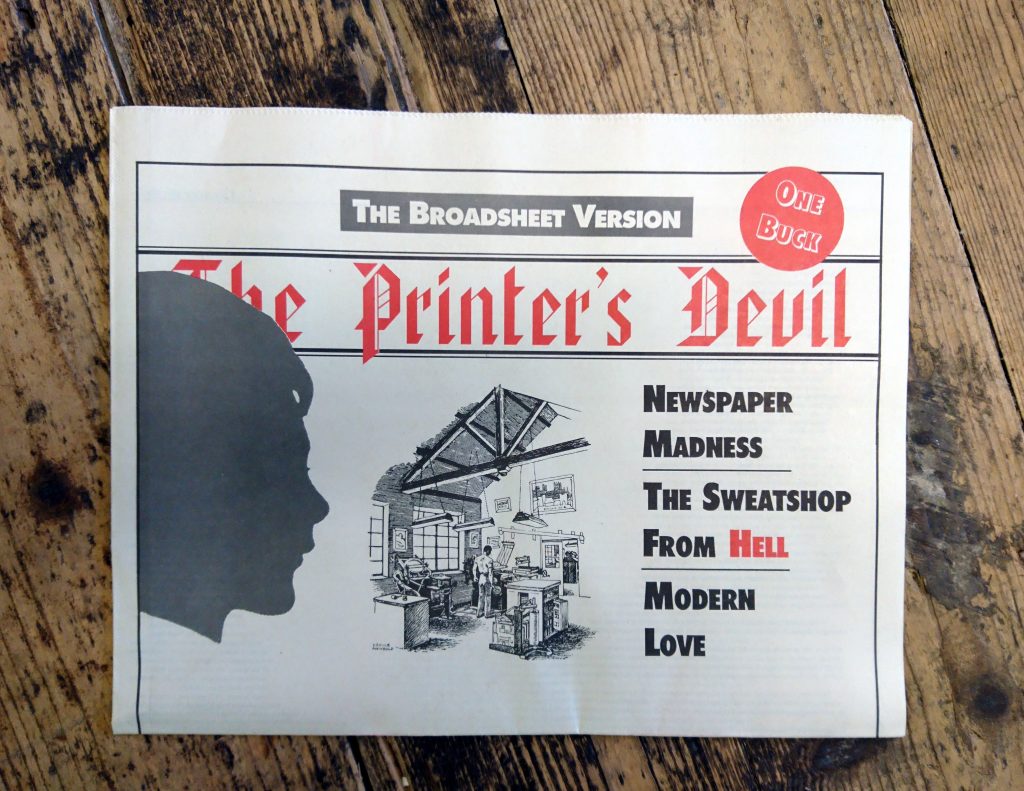 The Broadsheet Version
One
Buck
The Printer's Devil
Newspaper
Madness
The Sweatshop
From Hell
Modern
Love